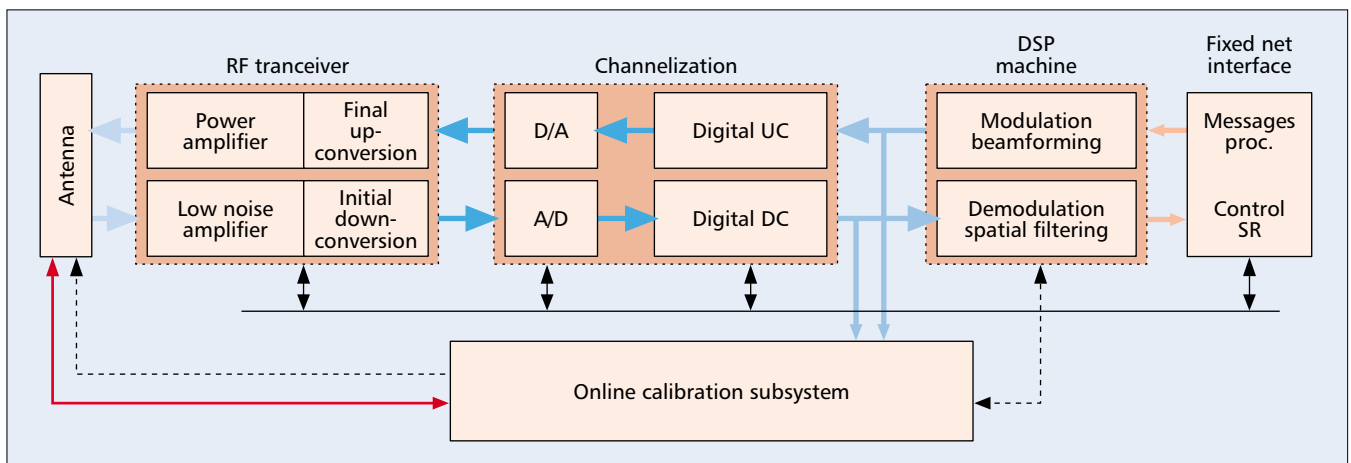 RF tranceiver
Channelization
DSP
machine
Fixed net
interface
Antenna
Power
amplifier
Final
up-
conversion
D/A
Digital UC
Modulation
beamforming
Messages
proc.
Low noise
amplifier
Initial
down-
conversion
A/D
Digital DC
Demodulation
spatial filtering
Control
SR
Online calibration subsystem